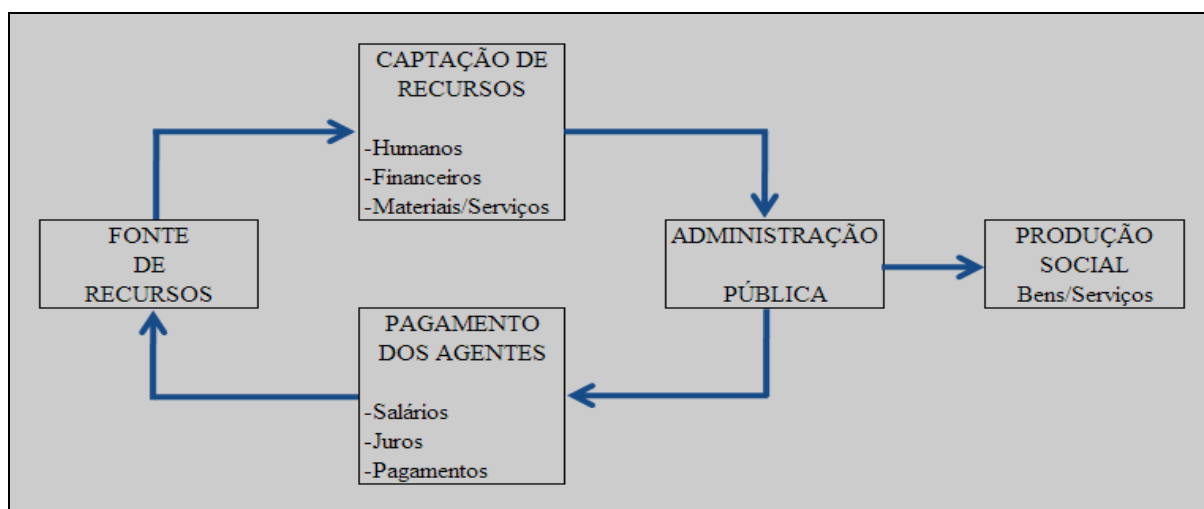 CAPTAÇÃO DE
RECURSOS
-Humanos
-Financeiros
-Materiais/Serviços
FONTE
DE
RECURSOS
ADMINISTRAÇÃO
PÚBLICA
PRODUÇÃO
SOCIAL
Bens/Serviços
PAGAMENTO
DOS AGENTES
-Salários
-Juros
-Pagamentos